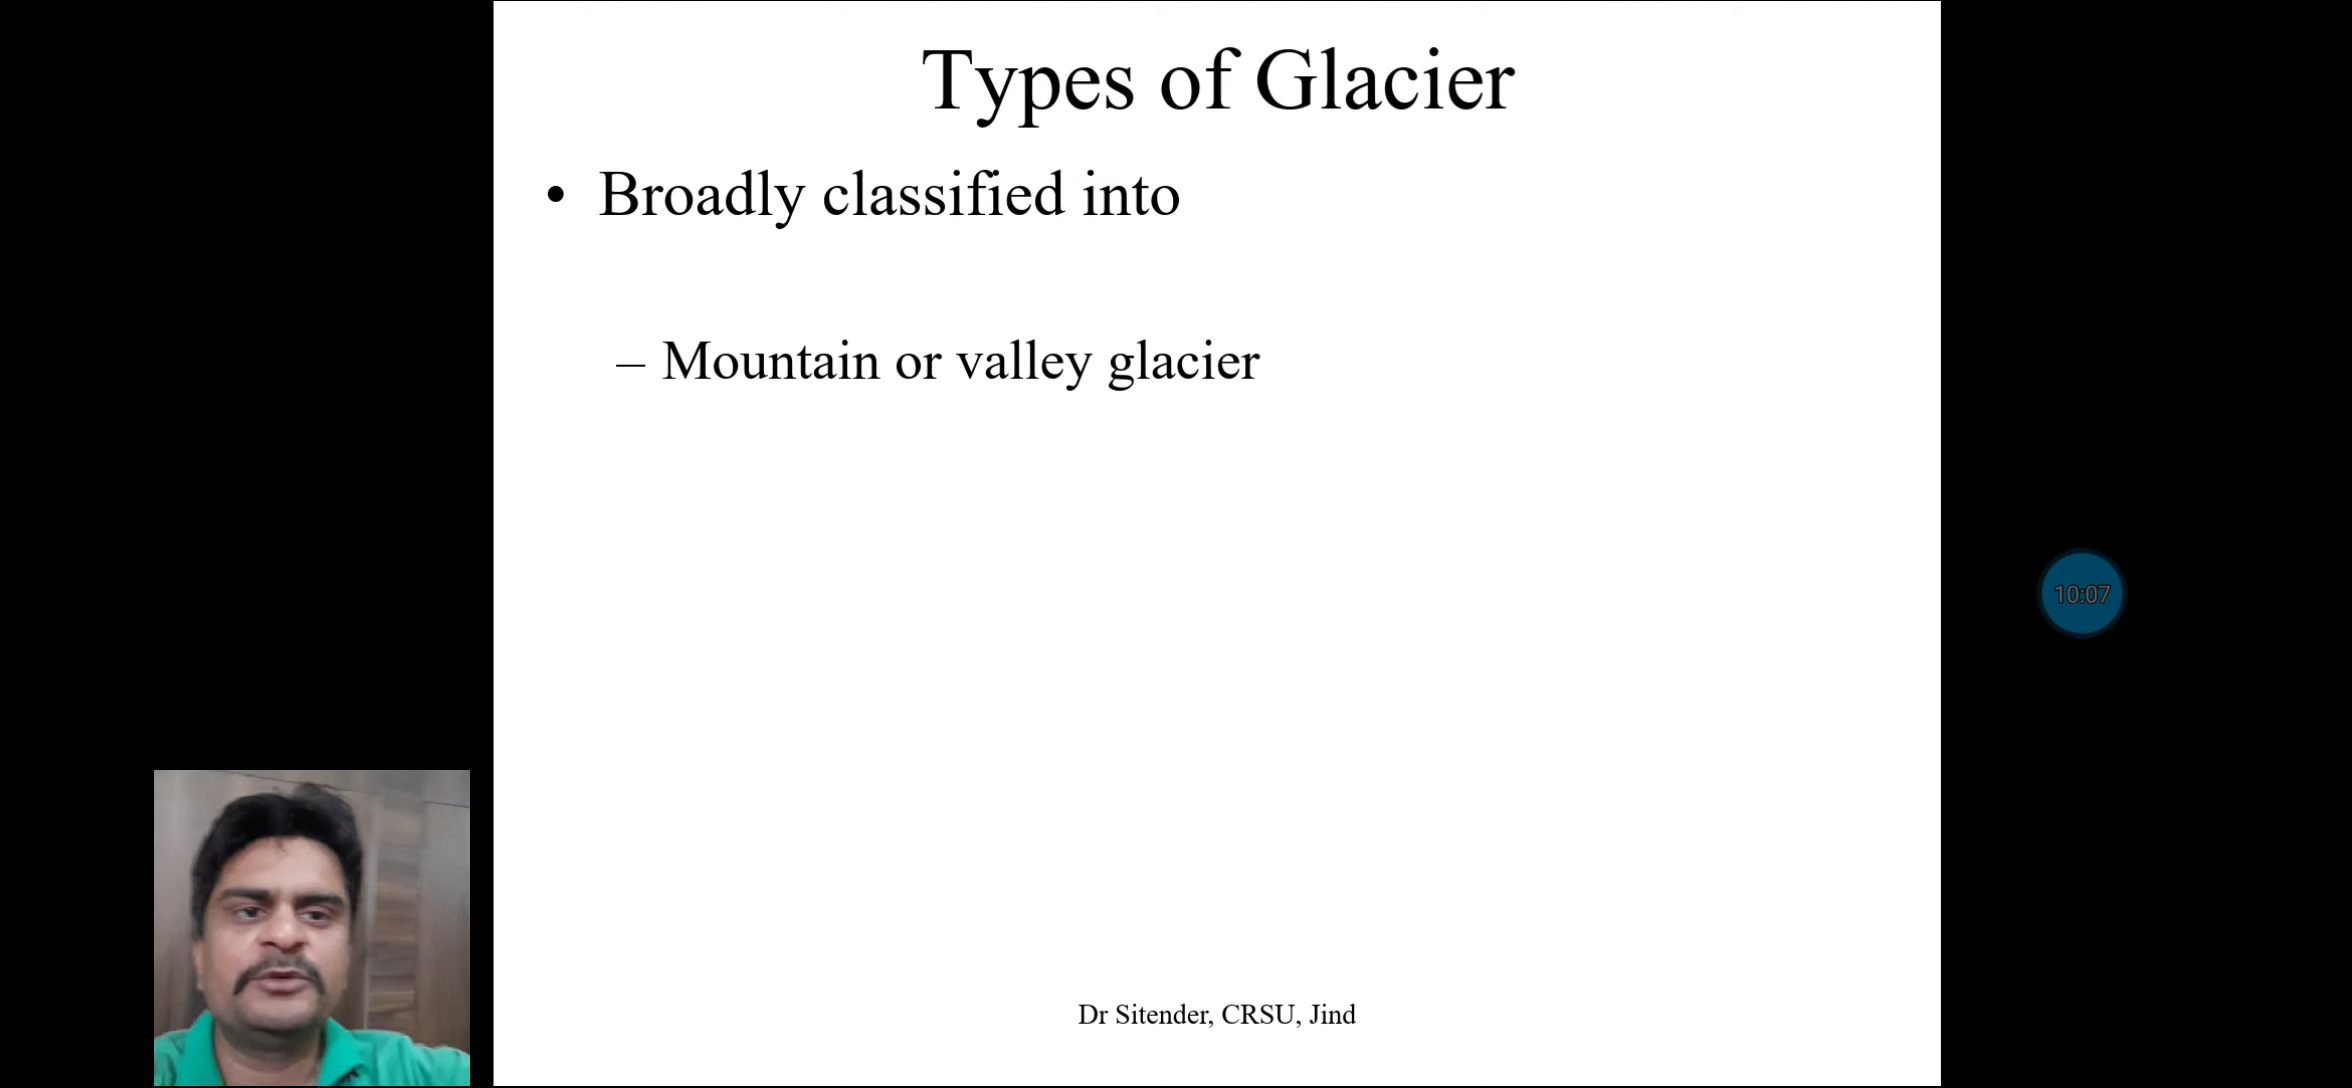 Types of Glacier
• Broadly classified into
– Mountain or valley glacier
10:07
Dr Sitender, CRSU, Jind